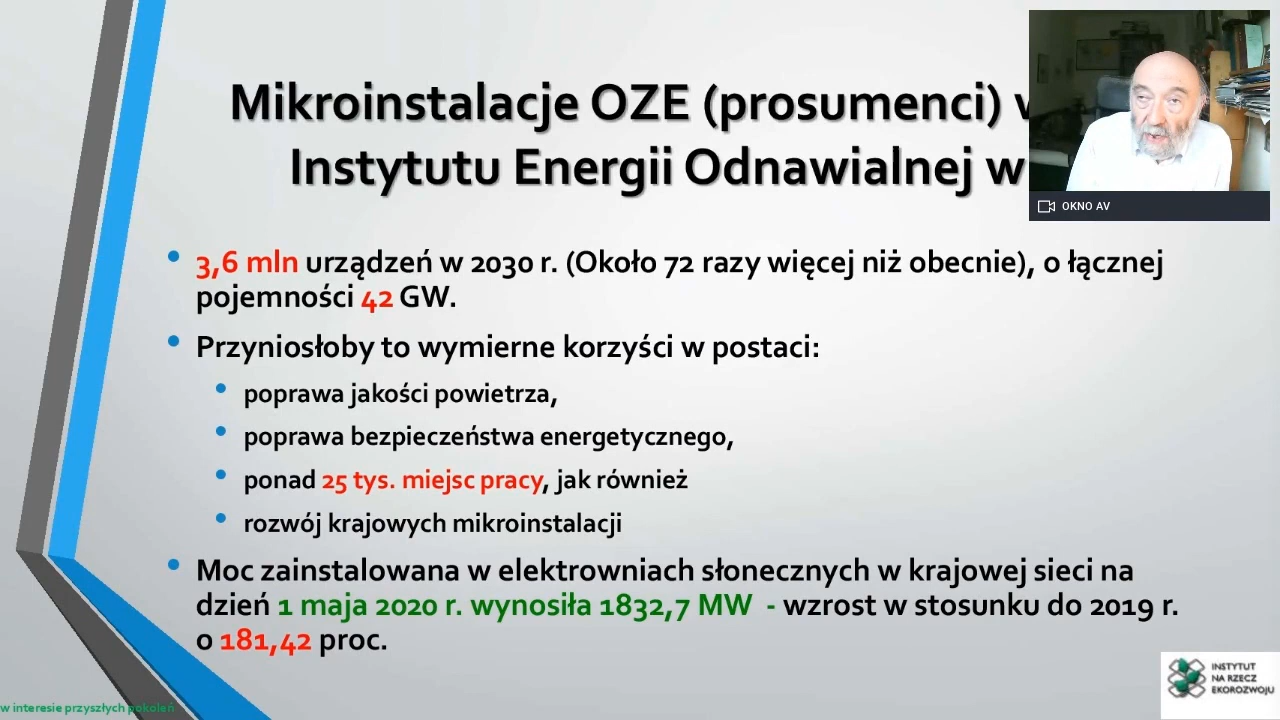 Mikroinstalacje OZE (prosumenci) w
Instytutu Energii Odnawialnej w
OKNO AV
• 3,6 mln urządzeń w 2030 r. (Około 72 razy więcej niż obecnie), o łącznej
pojemności 42 GW.
• Przyniosłoby to wymierne korzyści w postaci:
• poprawa jakości powietrza,
• poprawa bezpieczeństwa energetycznego,
• ponad 25 tys. miejsc pracy, jak również
• rozwój krajowych mikroinstalacji
• Moc zainstalowana w elektrowniach słonecznych w krajowej sieci na
dzień 1 maja 2020 r. wynosiła 1832,7 MW - wzrost w stosunku do 2019 r.
o 181,42 proc.
INSTYTUT
NA RZECZ
EKOROZWOJU
w interesie przyszłych pokoleń